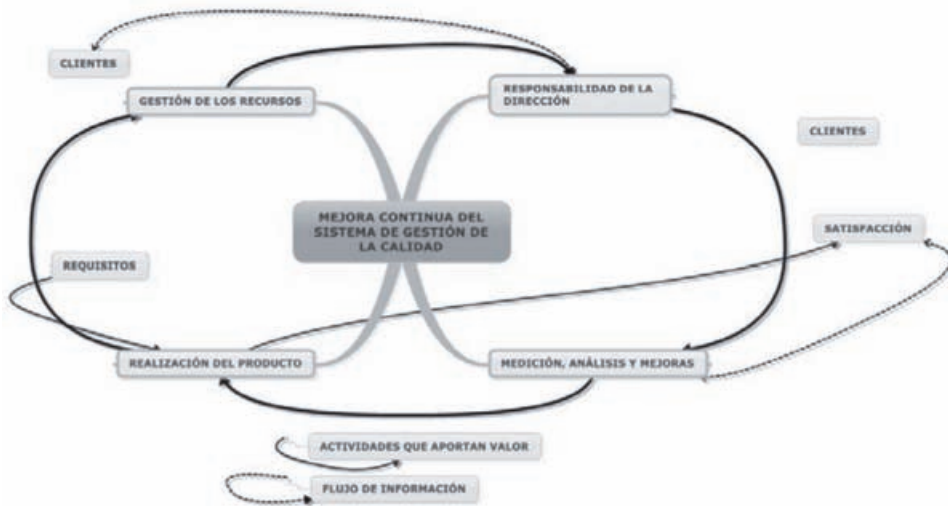 CLIENTES
GESTIÓN DE LOS RECURSOS
RESPONSABILIDAD DE LA
DIRECCIÓN
CLIENTES
MEJORA CONTINUA DEL
SISTEMA DE GESTIÓN DE
LA CALIDAD
SATISFACCIÓN
REQUISITOS
REALIZACIÓN DEL PRODUCTO
MEDICIÓN, ANÁLISIS Y MEJORAS
ACTIVIDADES QUE APORTAN VALOR
FLUJO DE INFORMACIÓN